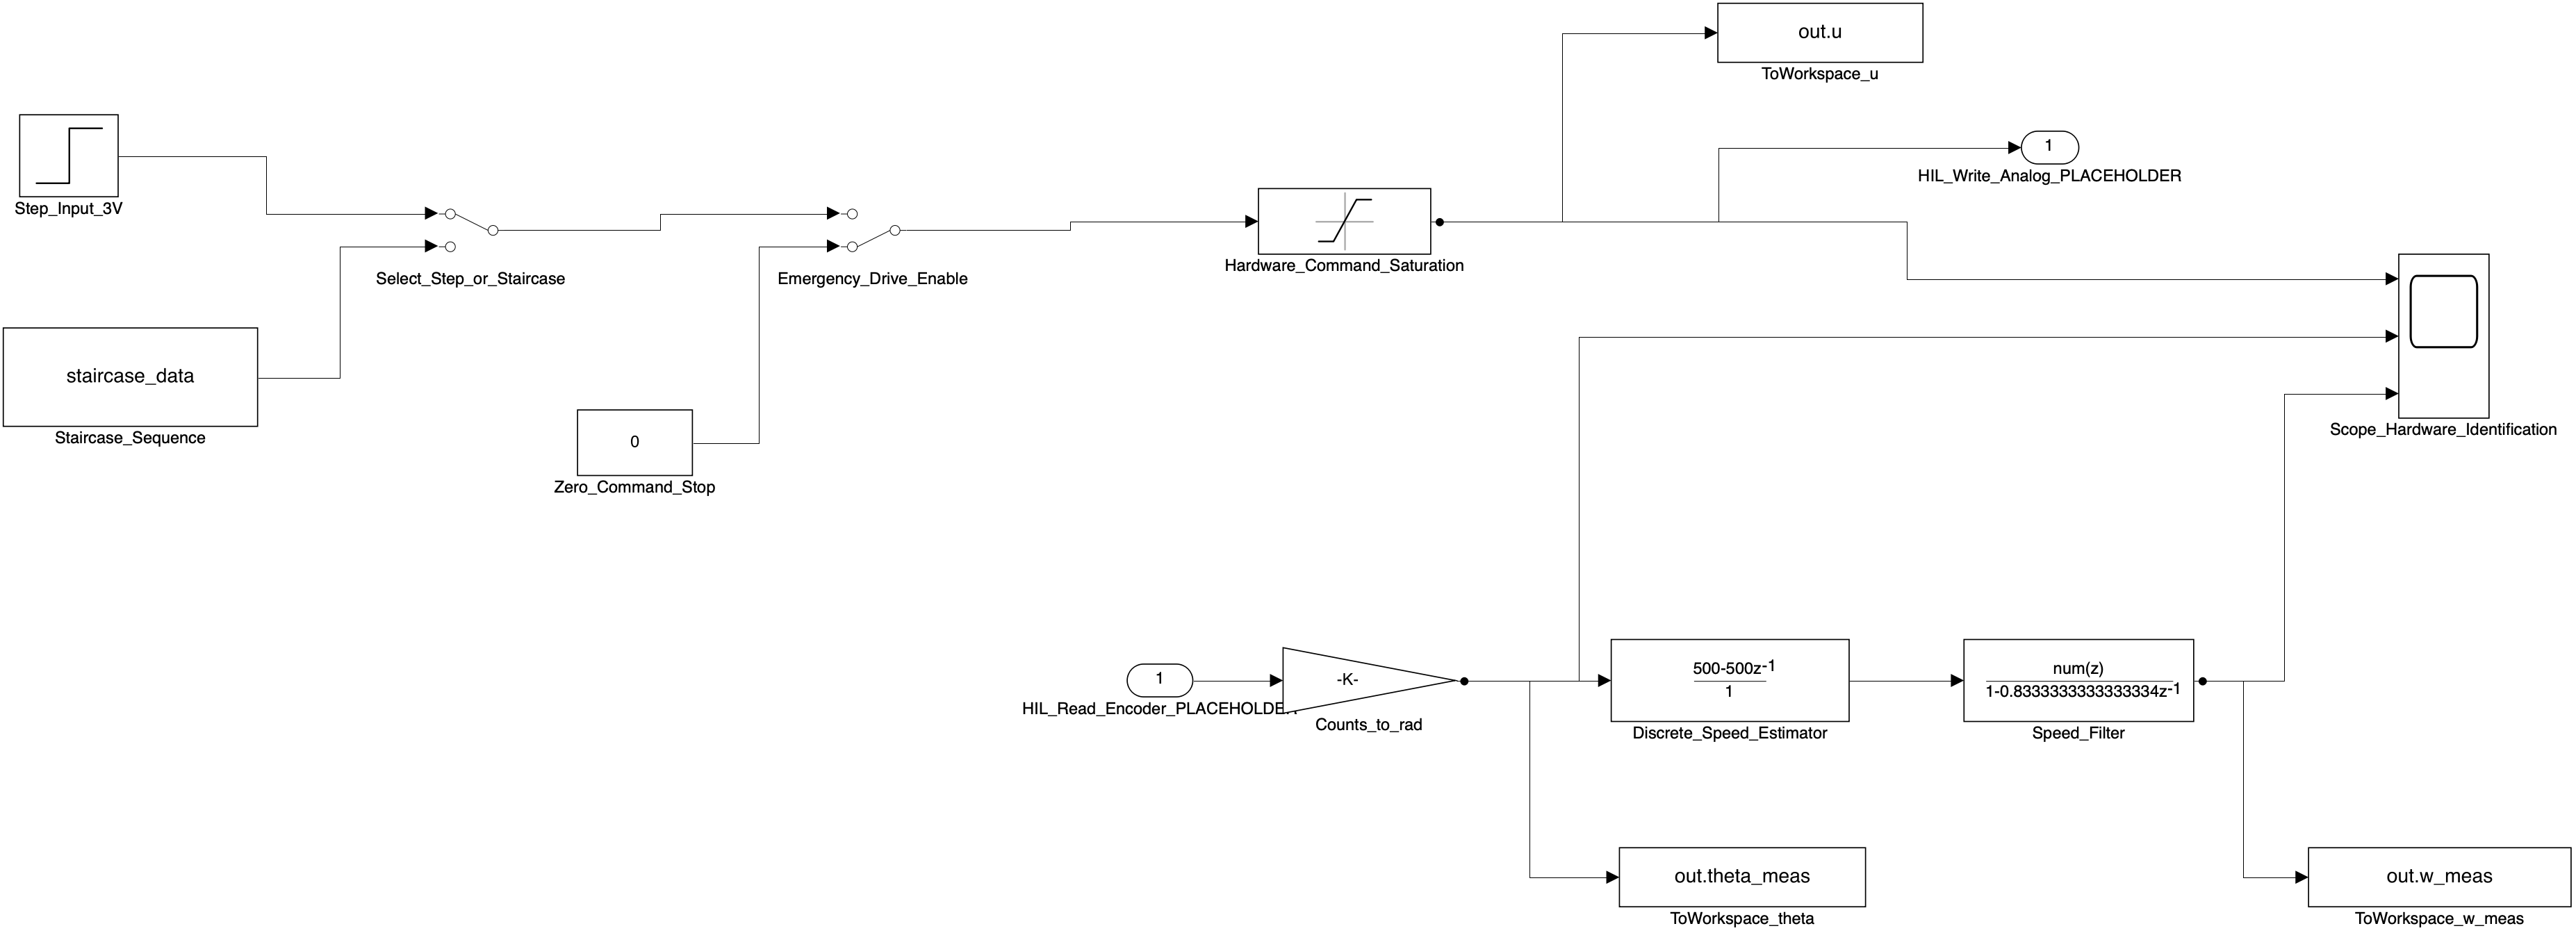 out.u
ToWorkspace_u
1
HIL_Write_Analog_PLACEHOLDER
Step_Input_3V
Select_Step_or_Staircase
Emergency_Drive_Enable
Hardware_Command_Saturation
staircase_data
Staircase_Sequence
0
Zero_Command_Stop
Scope_Hardware_Identification
1
HIL_Read_Encoder_PLACEHOLDER
-K-
Counts_to_rad
500-500z-1
1
Discrete_Speed_Estimator
num(z)
1-0.8333333333333334z-1
Speed_Filter
out.theta_meas
ToWorkspace_theta
out.w_meas
ToWorkspace_w_meas